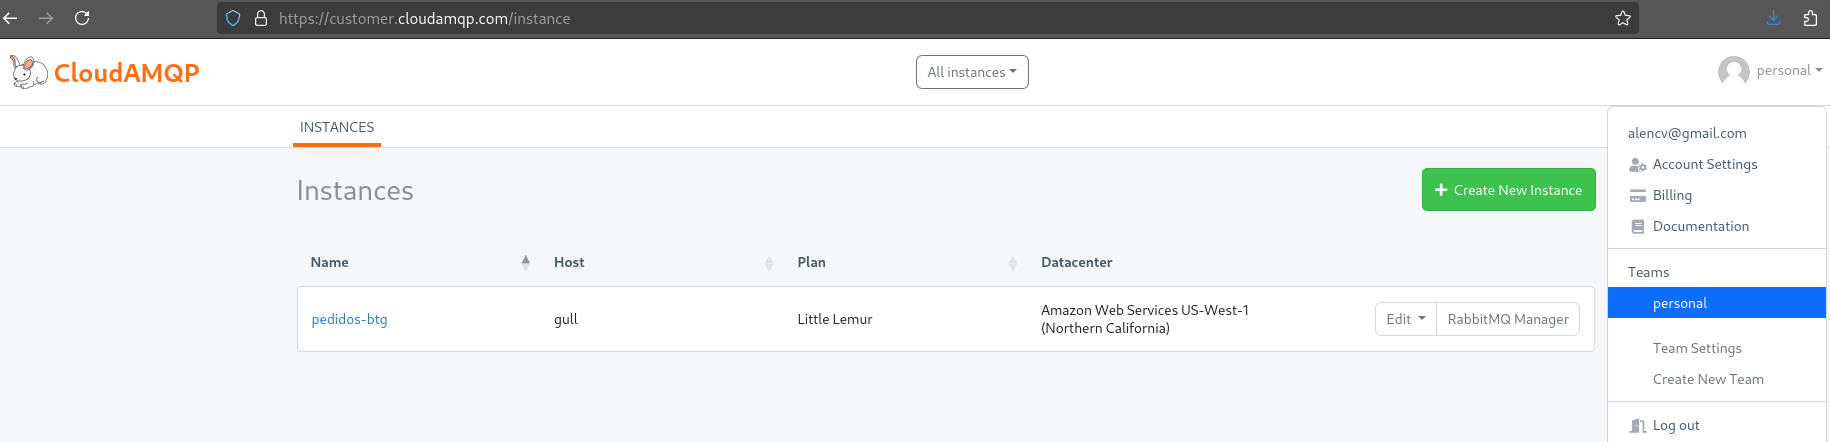 https://customer.cloudamqp.com/instance
CloudAMQP
All instances
personal
INSTANCES
alencv@gmail.com
Account Settings
Billing
Documentation
Teams
personal
Team Settings
Create New Team
Log out
Instances
+ Create New Instance
Name Host Plan Datacenter
pedidos-btg gull Little Lemur Amazon Web Services US-West-1
(Northern California)
Edit RabbitMQ Manager